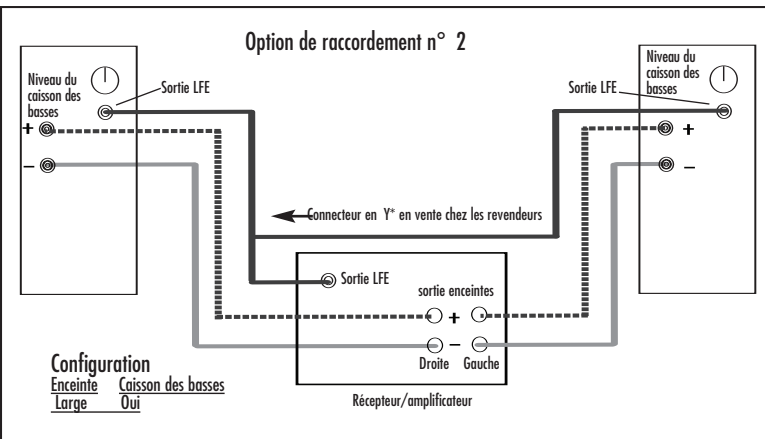 Option de raccordement n° 2
Niveau du
caisson des
basses
Sortie LFE
+
–
Niveau du
caisson des
basses
Sortie LFE
+
–
Connecteur en Y* en vente chez les revendeurs
Sortie LFE
sortie enceintes
+
–
Droite Gauche
Récepteur/amplificateur
Configuration
Enceinte Caisson des basses
Large Oui